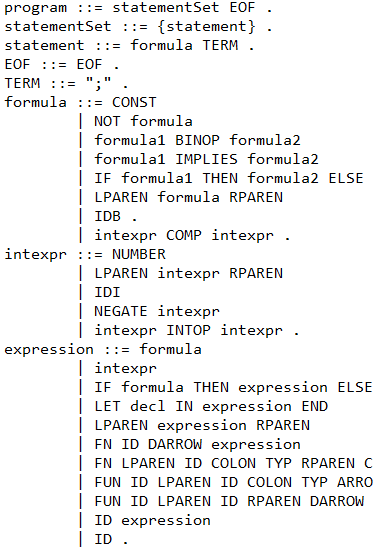 program ::= statementSet EOF .
statementSet ::= {statement} .
statement ::= formula TERM .
EOF ::= EOF .
TERM ::= ";" .
formula ::= CONST
| NOT formula
| formula1 BINOP formula2
| formula1 IMPLIES formula2
| IF formula1 THEN formula2 ELSE
| LPAREN formula RPAREN
| IDB .
| intexpr COMP intexpr .
intexpr ::= NUMBER
| LPAREN intexpr RPAREN
| IDI
| NEGATE intexpr
| intexpr INTOP intexpr .
expression ::= formula
| intexpr
| IF formula THEN expression ELSE
| LET decl IN expression END
| LPAREN expression RPAREN
| FN ID DARROW expression
| FN LPAREN ID COLON TYP RPAREN C
| FUN ID LPAREN ID COLON TYP ARRO
| FUN ID LPAREN ID RPAREN DARROW
| ID expression
| ID .